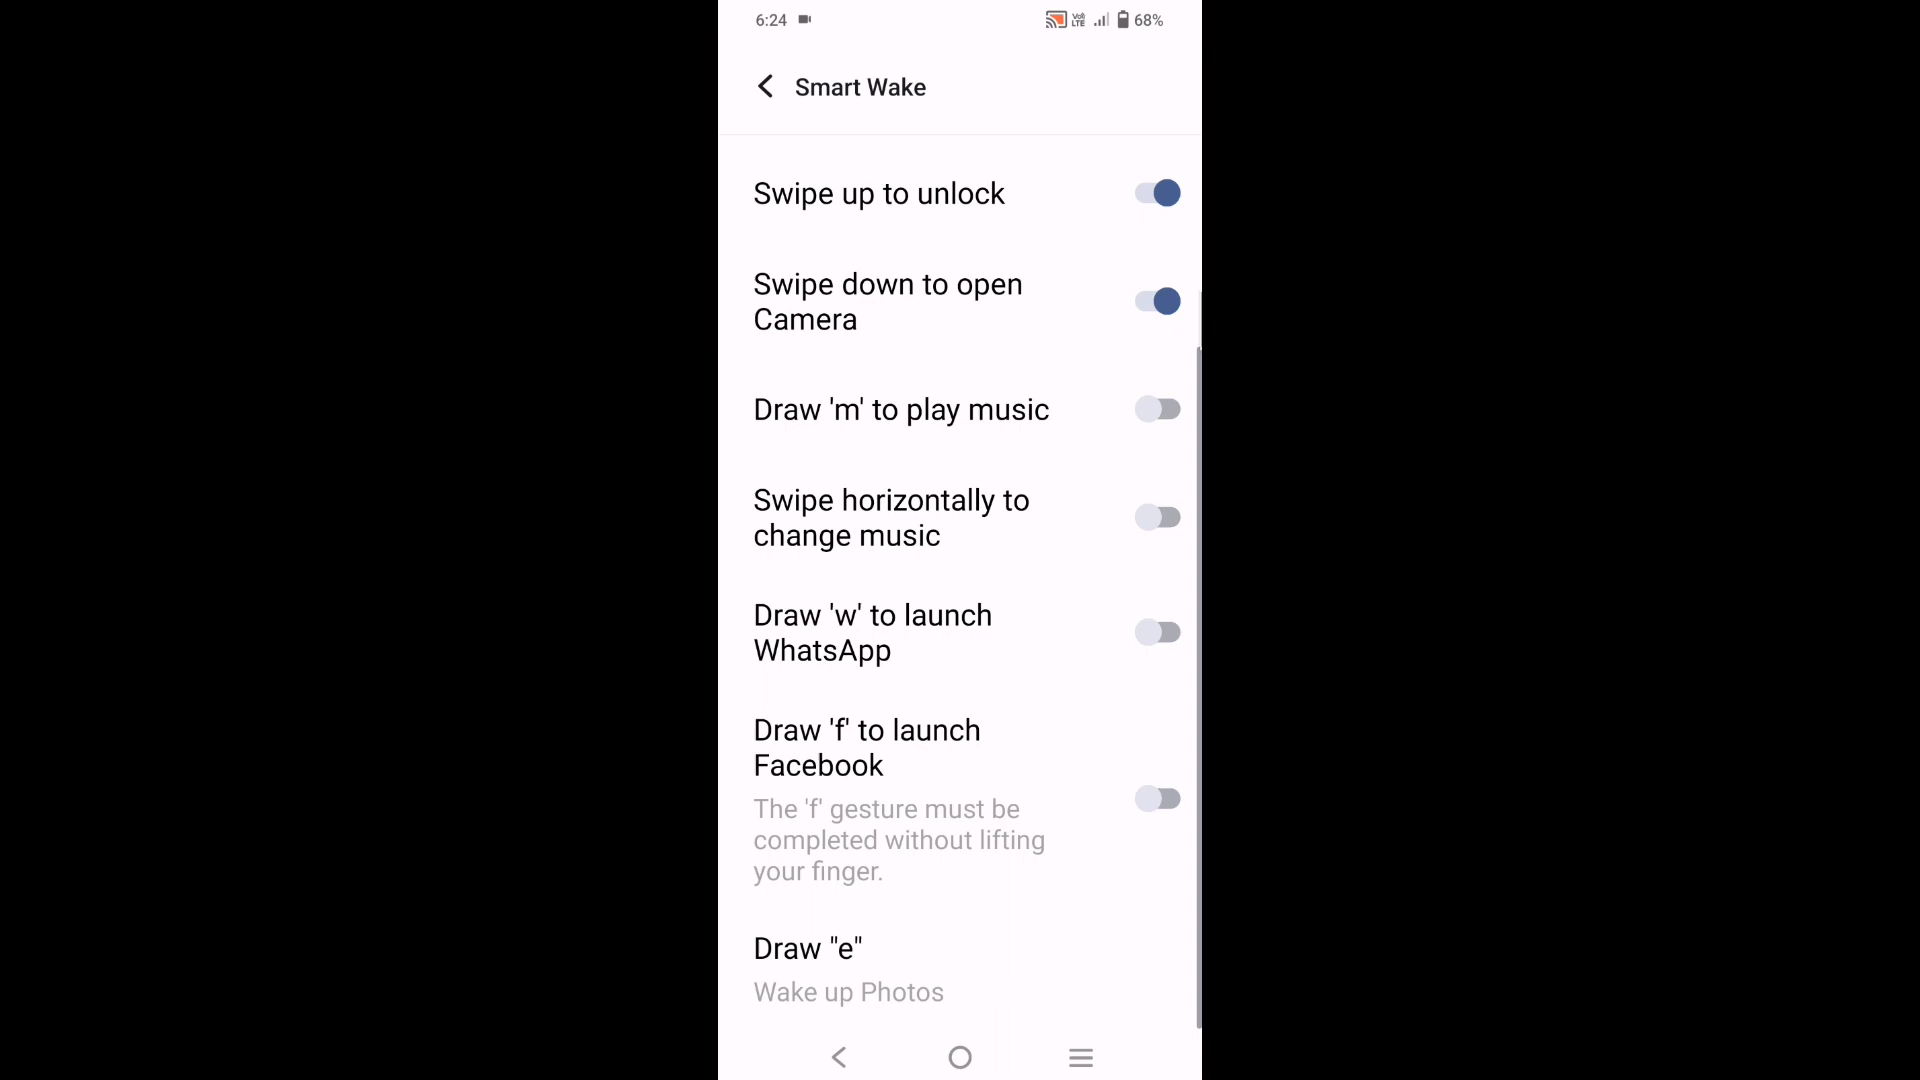 6:24
Vo)
LTE
68%
Smart Wake
Swipe up to unlock
Swipe down to open
Camera
Draw 'm' to play music
Swipe horizontally to
change music
Draw 'w' to launch
WhatsApp
Draw 'f' to launch
Facebook
The 'f' gesture must be
completed without lifting
your finger.
Draw "e"
Wake up Photos